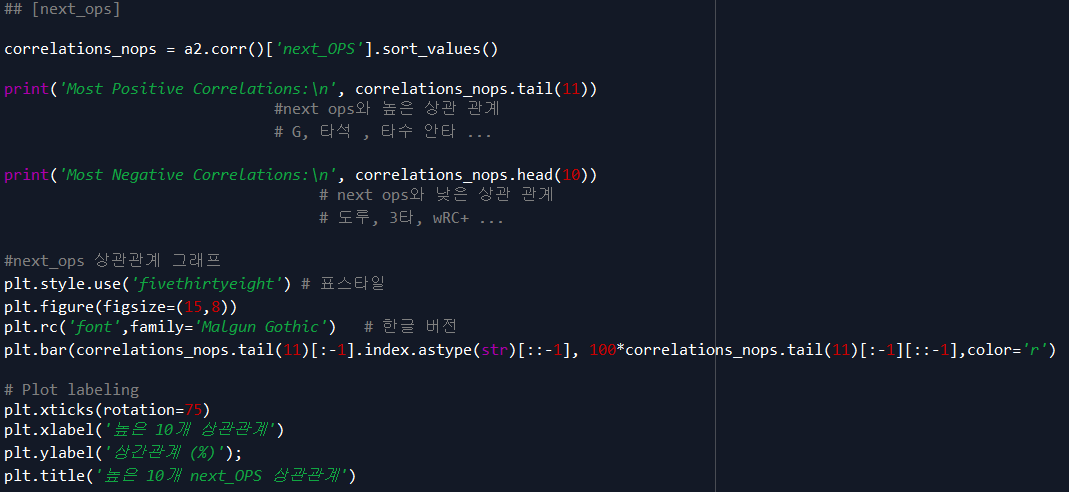 ## [next_ops]
correlations_nops = a2.corr()['next_OPS'].sort_values()
print('Most Positive Correlations:\n', correlations_nops.tail(11))
#next ops와 높은 상관 관계
# G, 타석 , 타수 안타 ...
print('Most Negative Correlations:\n', correlations_nops.head(10))
# next ops와 낮은 상관 관계
# 도루, 3타, wRC+ ...
#next_ops 상관관계 그래프
plt.style.use('fivethirtyeight') # 표스타일
plt.figure(figsize=(15,8))
plt.rc('font',family='Malgun Gothic')   # 한글 버전
plt.bar(correlations_nops.tail(11)[:-1].index.astype(str)[::-1], 100*correlations_nops.tail(11)[:-1][::-1],color='r')
# Plot labeling
plt.xticks(rotation=75)
plt.xlabel('높은 10개 상관관계')
plt.ylabel('상간관계 (%)');
plt.title('높은 10개 next_OPS 상관관계')